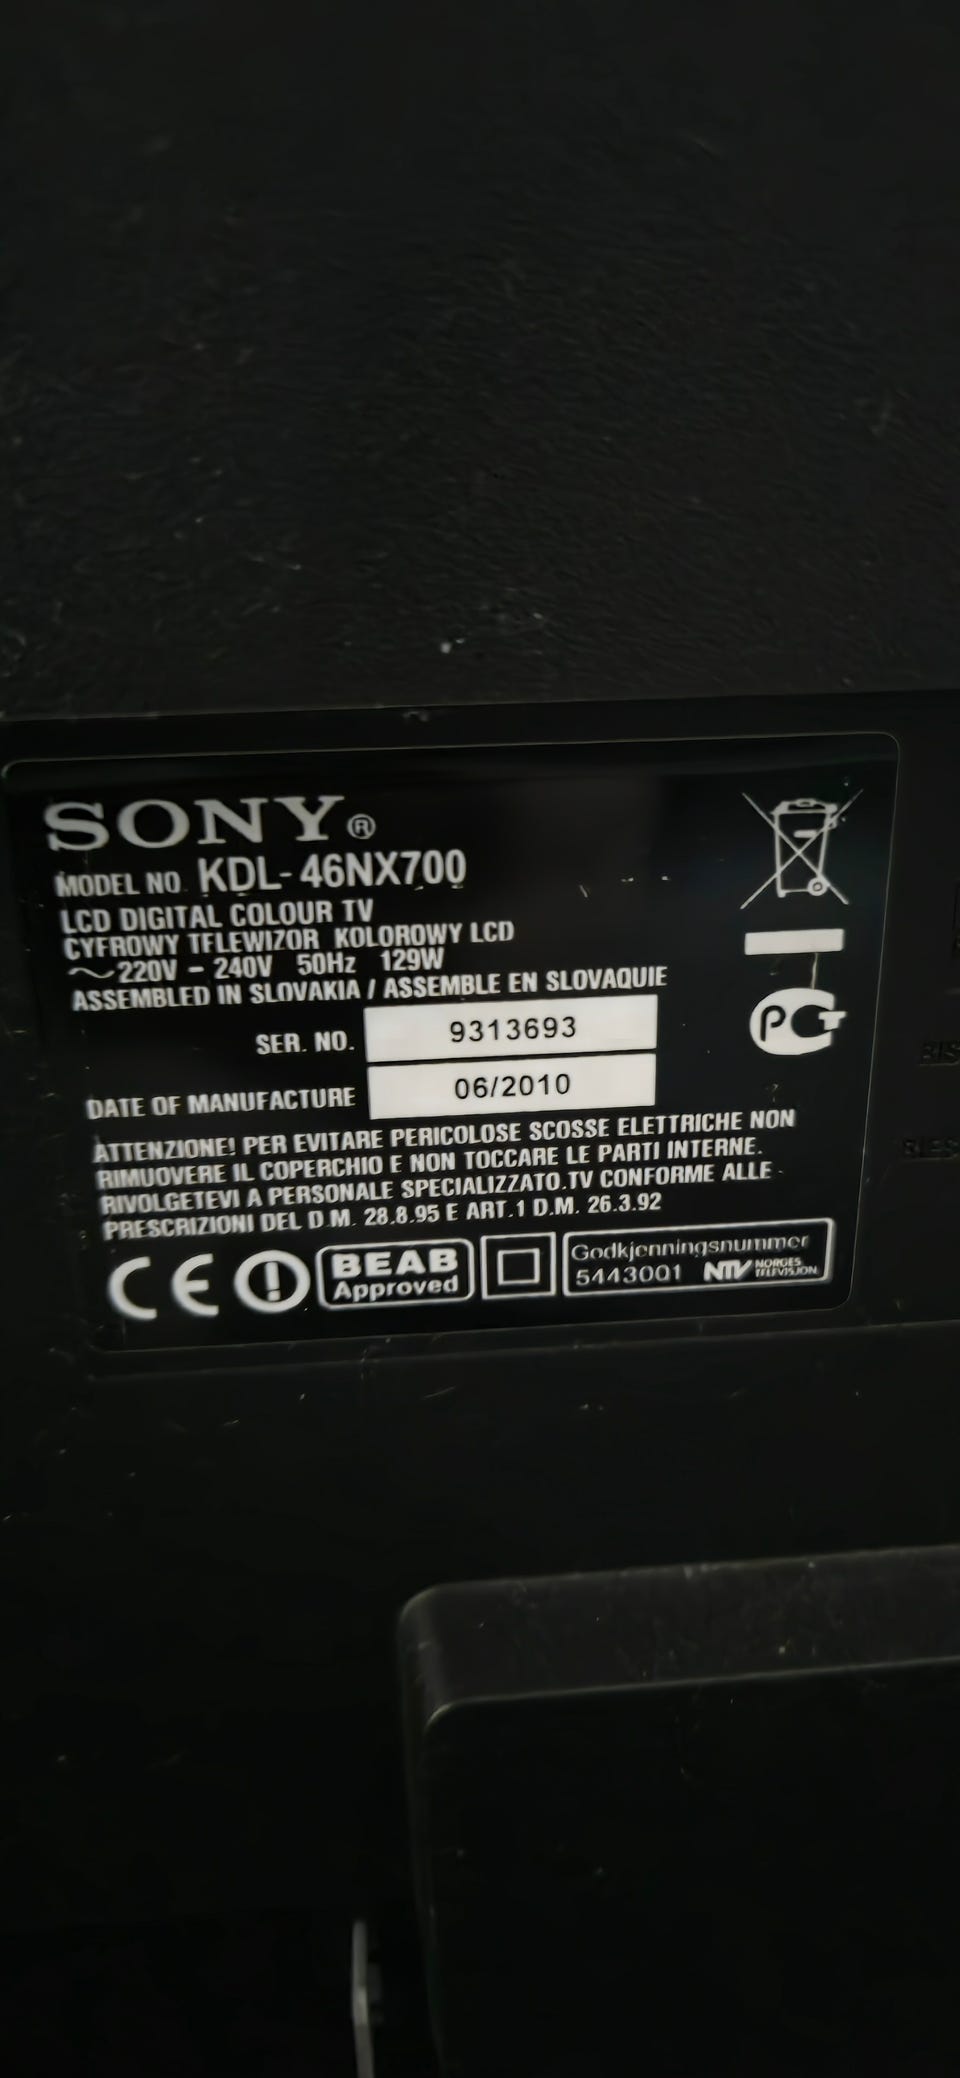 SONY®
MODEL NO. KDL-46NX700
LCD DIGITAL COLOUR TV
CYFROWY TELEWIZOR KOLOROWY LCD
~220V - 240V 50Hz 129W
ASSEMBLED IN SLOVAKIA / ASSEMBLE EN SLOVAQUIE
SER. NO. 9313693
DATE OF MANUFACTURE 06/2010
ATTENZIONE! PER EVITARE PERICOLOSE SCOSSE ELETTRICHE NON
RIMUOVERE IL COPERCHIO E NON TOCCARE LE PARTI INTERNE.
RIVOLGETEVI A PERSONALE SPECIALIZZATO.TV CONFORME ALLE
PRESCRIZIONI DEL D.M. 28.8.95 E ART.1 D.M. 26.3.92
PCT
CE
BEAB
Approved
Godkjenningsnummer
5443001 NTV NORGES
TELEVISJON